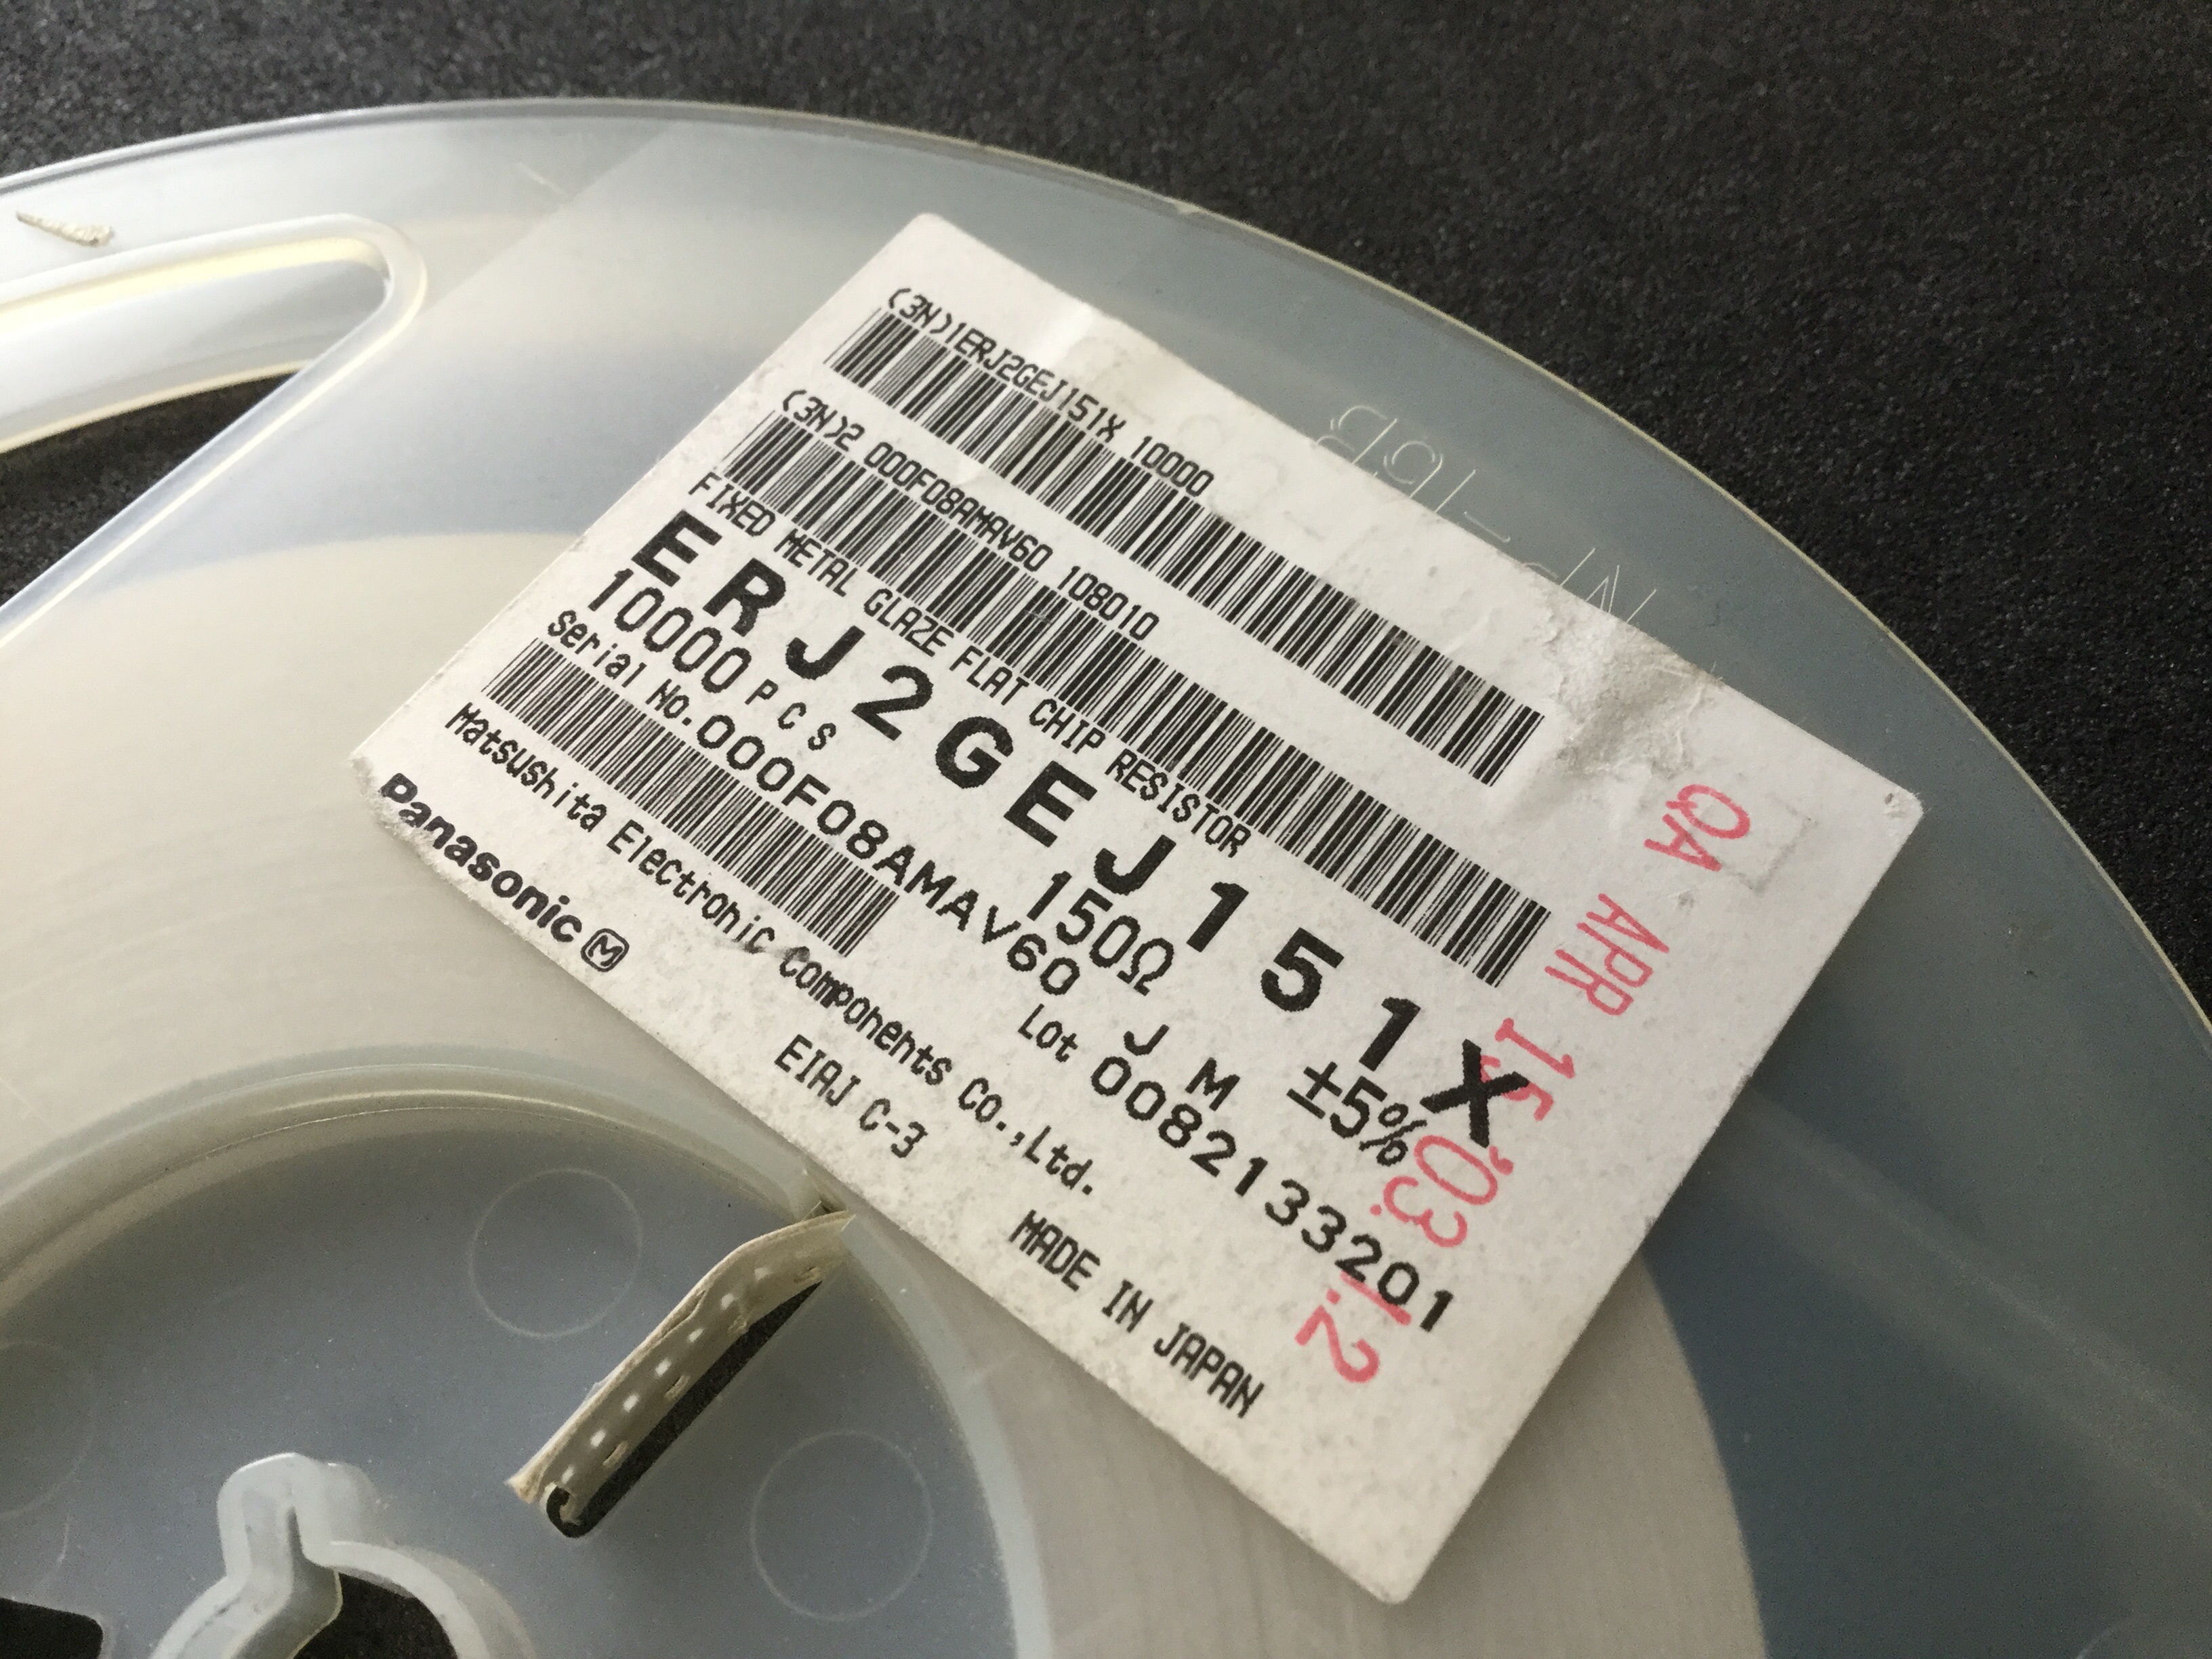 (3N)1ERJ2GEJ151X 10000
(3N)2 000F08AMAV60 108010
FIXED METAL GLAZE FLAT CHIP RESISTOR
ERJ2GEJ151X
10000 PCS 150Ω ±5%
Serial No.000F08AMAV60 J M
Lot 0082133201
Matsushita Electronic Components Co.,Ltd.
Panasonic M
EIAJ C-3
MADE IN JAPAN
QA APR 15 '03 12